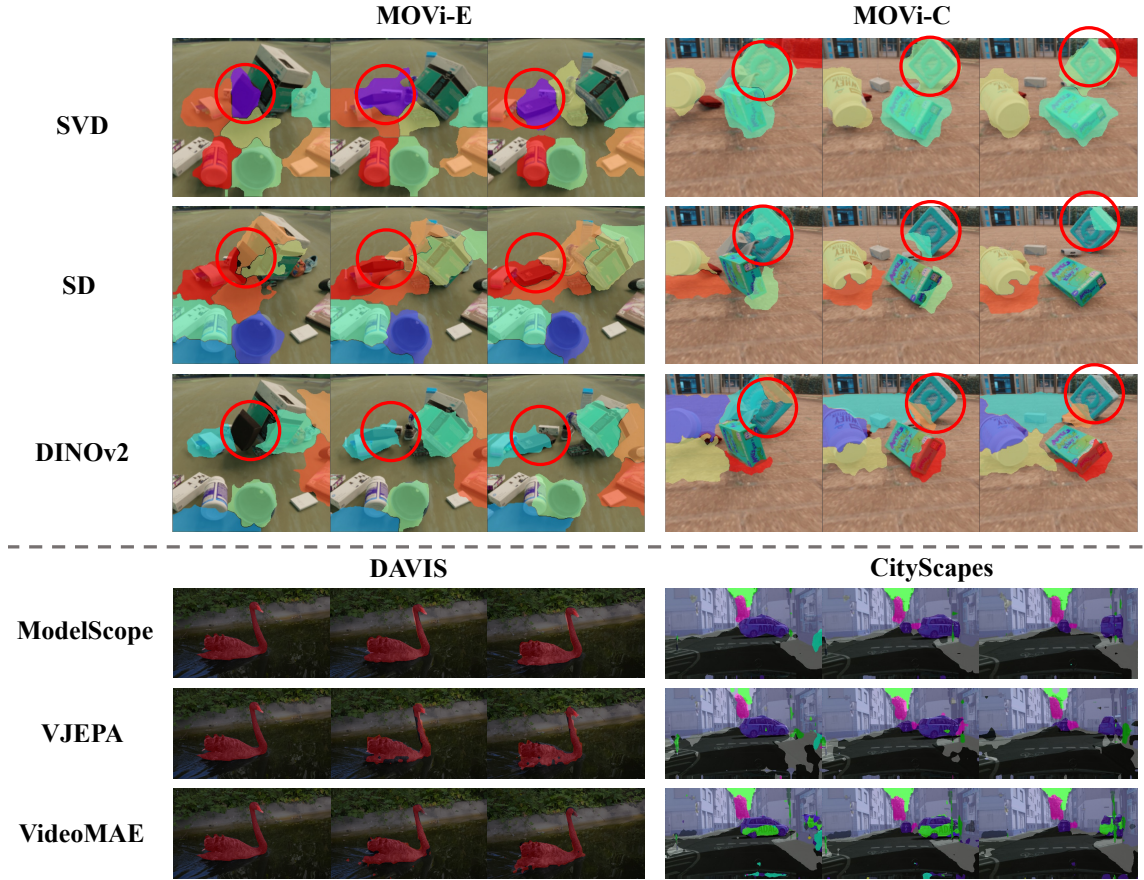 MOVi-E
MOVi-C
SVD
SD
DINOv2
DAVIS
CityScapes
ModelScope
VJEPA
VideoMAE